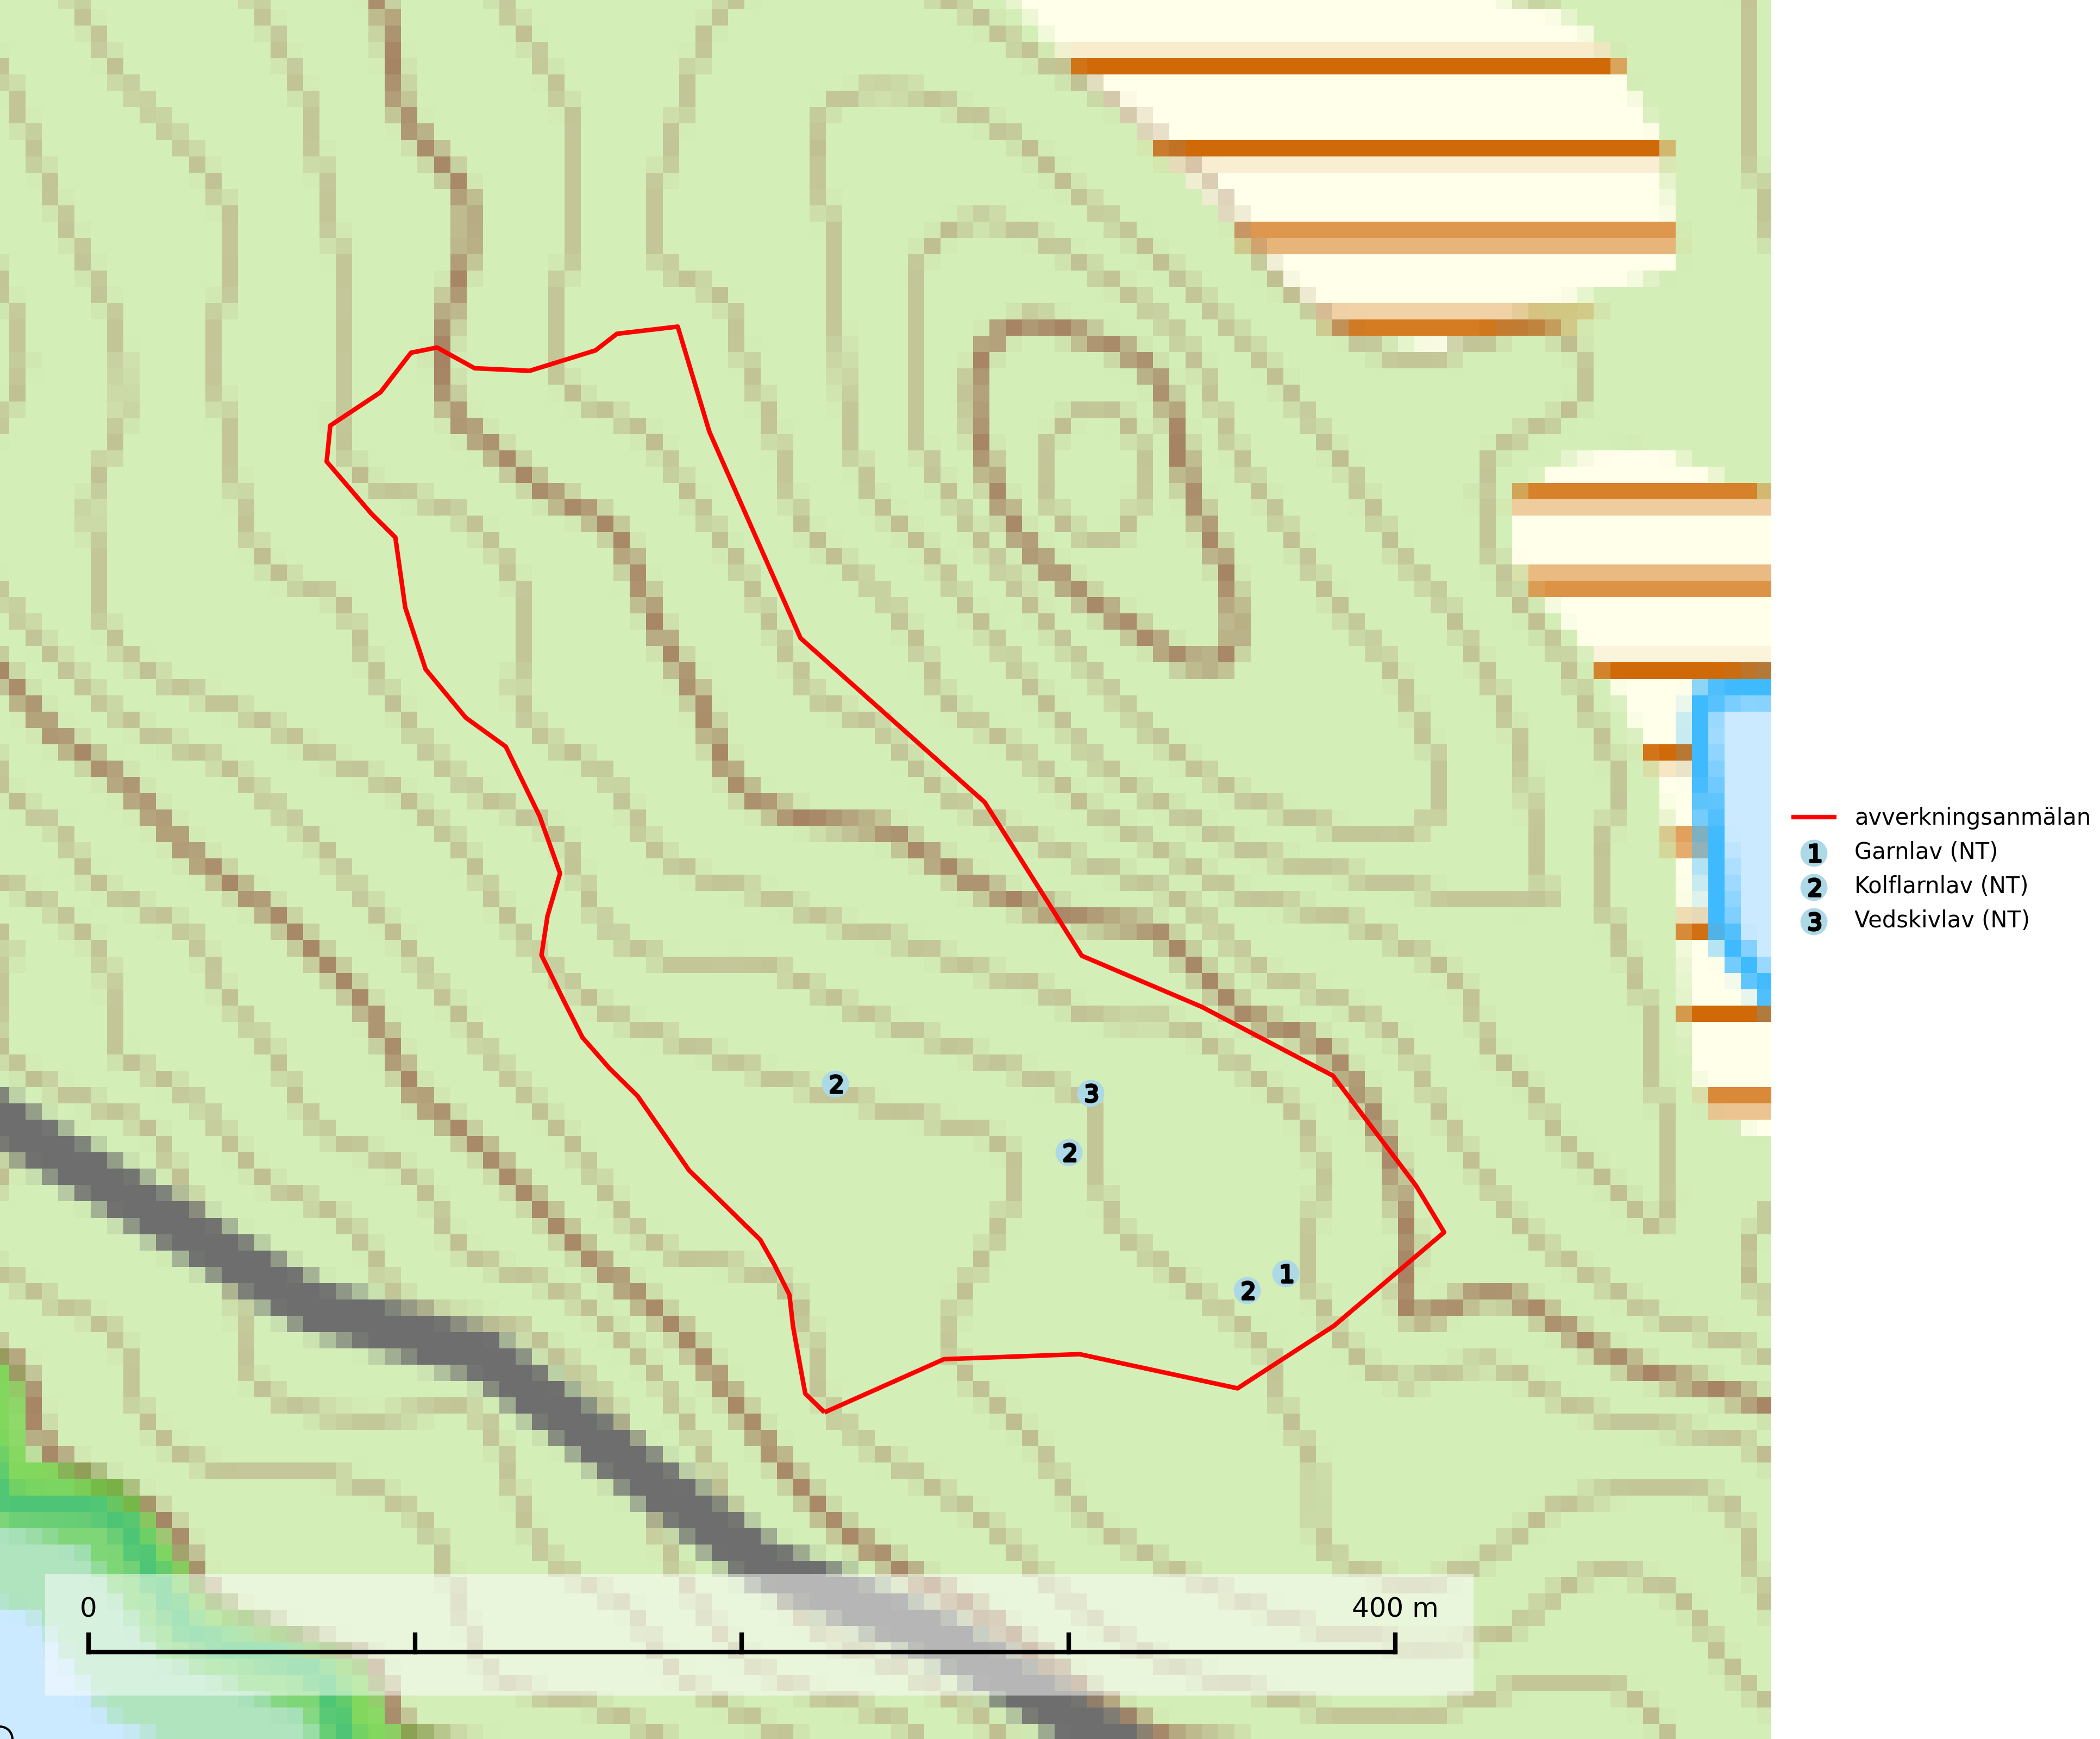 2
3
2
2
1
avverkningsanmälan
1 Garnlav (NT)
2 Kolflarnlav (NT)
3 Vedskivlav (NT)
0 400 m